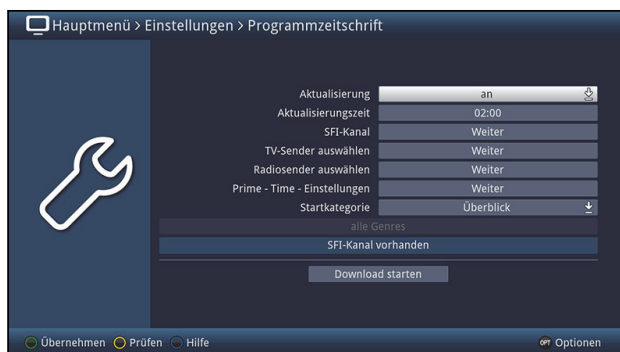 Hauptmenü > Einstellungen > Programmzeitschrift
Aktualisierung an
Aktualisierungszeit 02:00
SFI-Kanal Weiter
TV-Sender auswählen Weiter
Radiosender auswählen Weiter
Prime - Time - Einstellungen Weiter
Startkategorie Überblick
alle Genres
SFI-Kanal vorhanden
Download starten
Übernehmen Prüfen Hilfe OPT Optionen